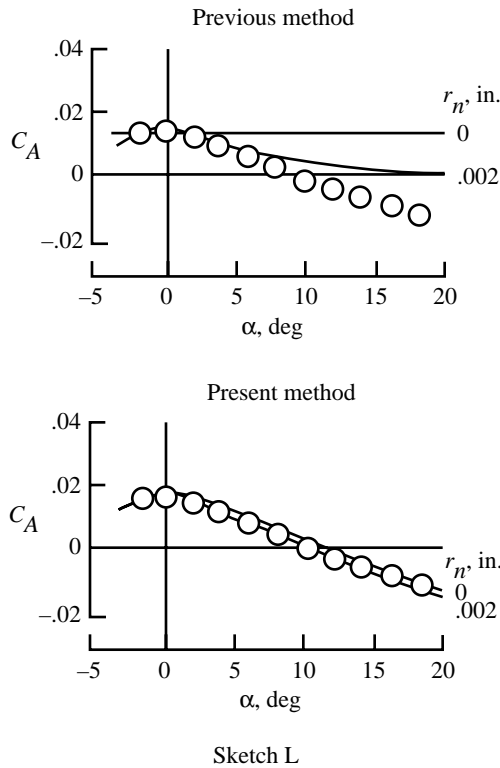 Previous method
.04
.02
0
–.02
C_A
r_n, in.
0
.002
–5 0 5 10 15 20
α, deg
Present method
.04
.02
0
–.02
C_A
r_n, in.
0
.002
–5 0 5 10 15 20
α, deg
Sketch L